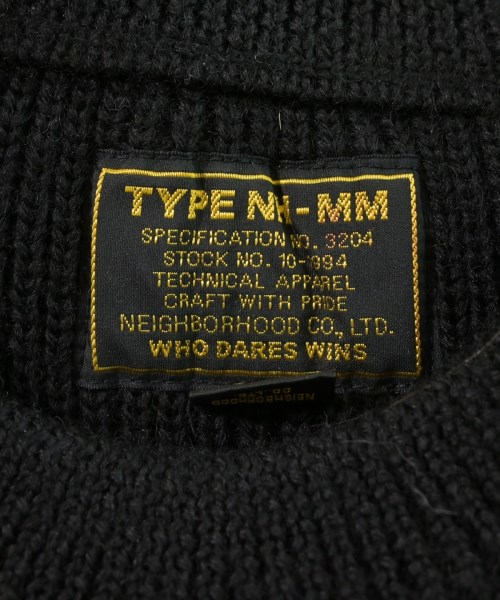 TYPE NH-MM
SPECIFICATION NO. 3204
STOCK NO. 10-1994
TECHNICAL APPAREL
CRAFT WITH PRIDE
NEIGHBORHOOD CO., LTD.
WHO DARES WINS
NEIGHBORHOOD